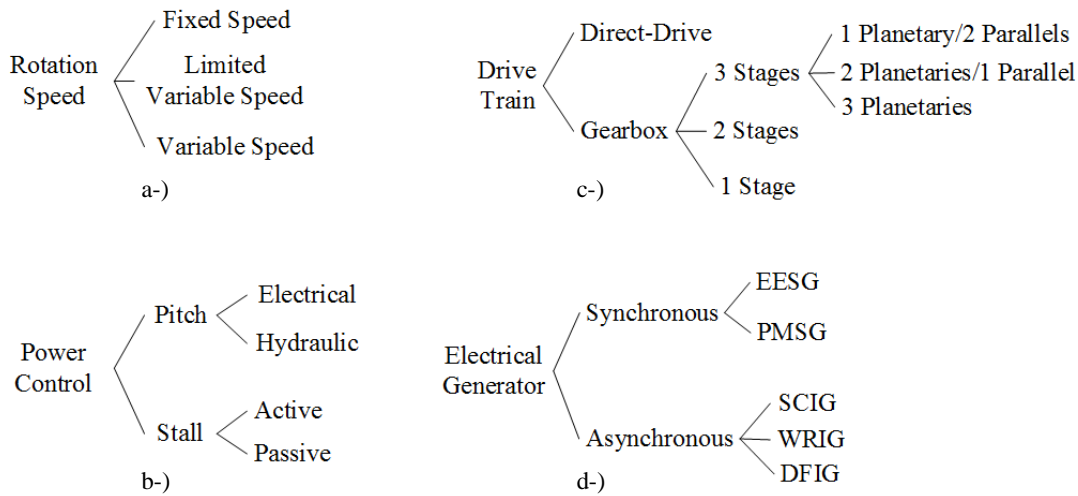 Rotation
Speed
Fixed Speed
Limited
Variable Speed
Variable Speed
a-)
Drive
Train
Direct-Drive
Gearbox
3 Stages
2 Stages
1 Stage
1 Planetary/2 Parallels
2 Planetaries/1 Parallel
3 Planetaries
c-)
Power
Control
Pitch
Electrical
Hydraulic
Stall
Active
Passive
b-)
Electrical
Generator
Synchronous
EESG
PMSG
Asynchronous
SCIG
WRIG
DFIG
d-)